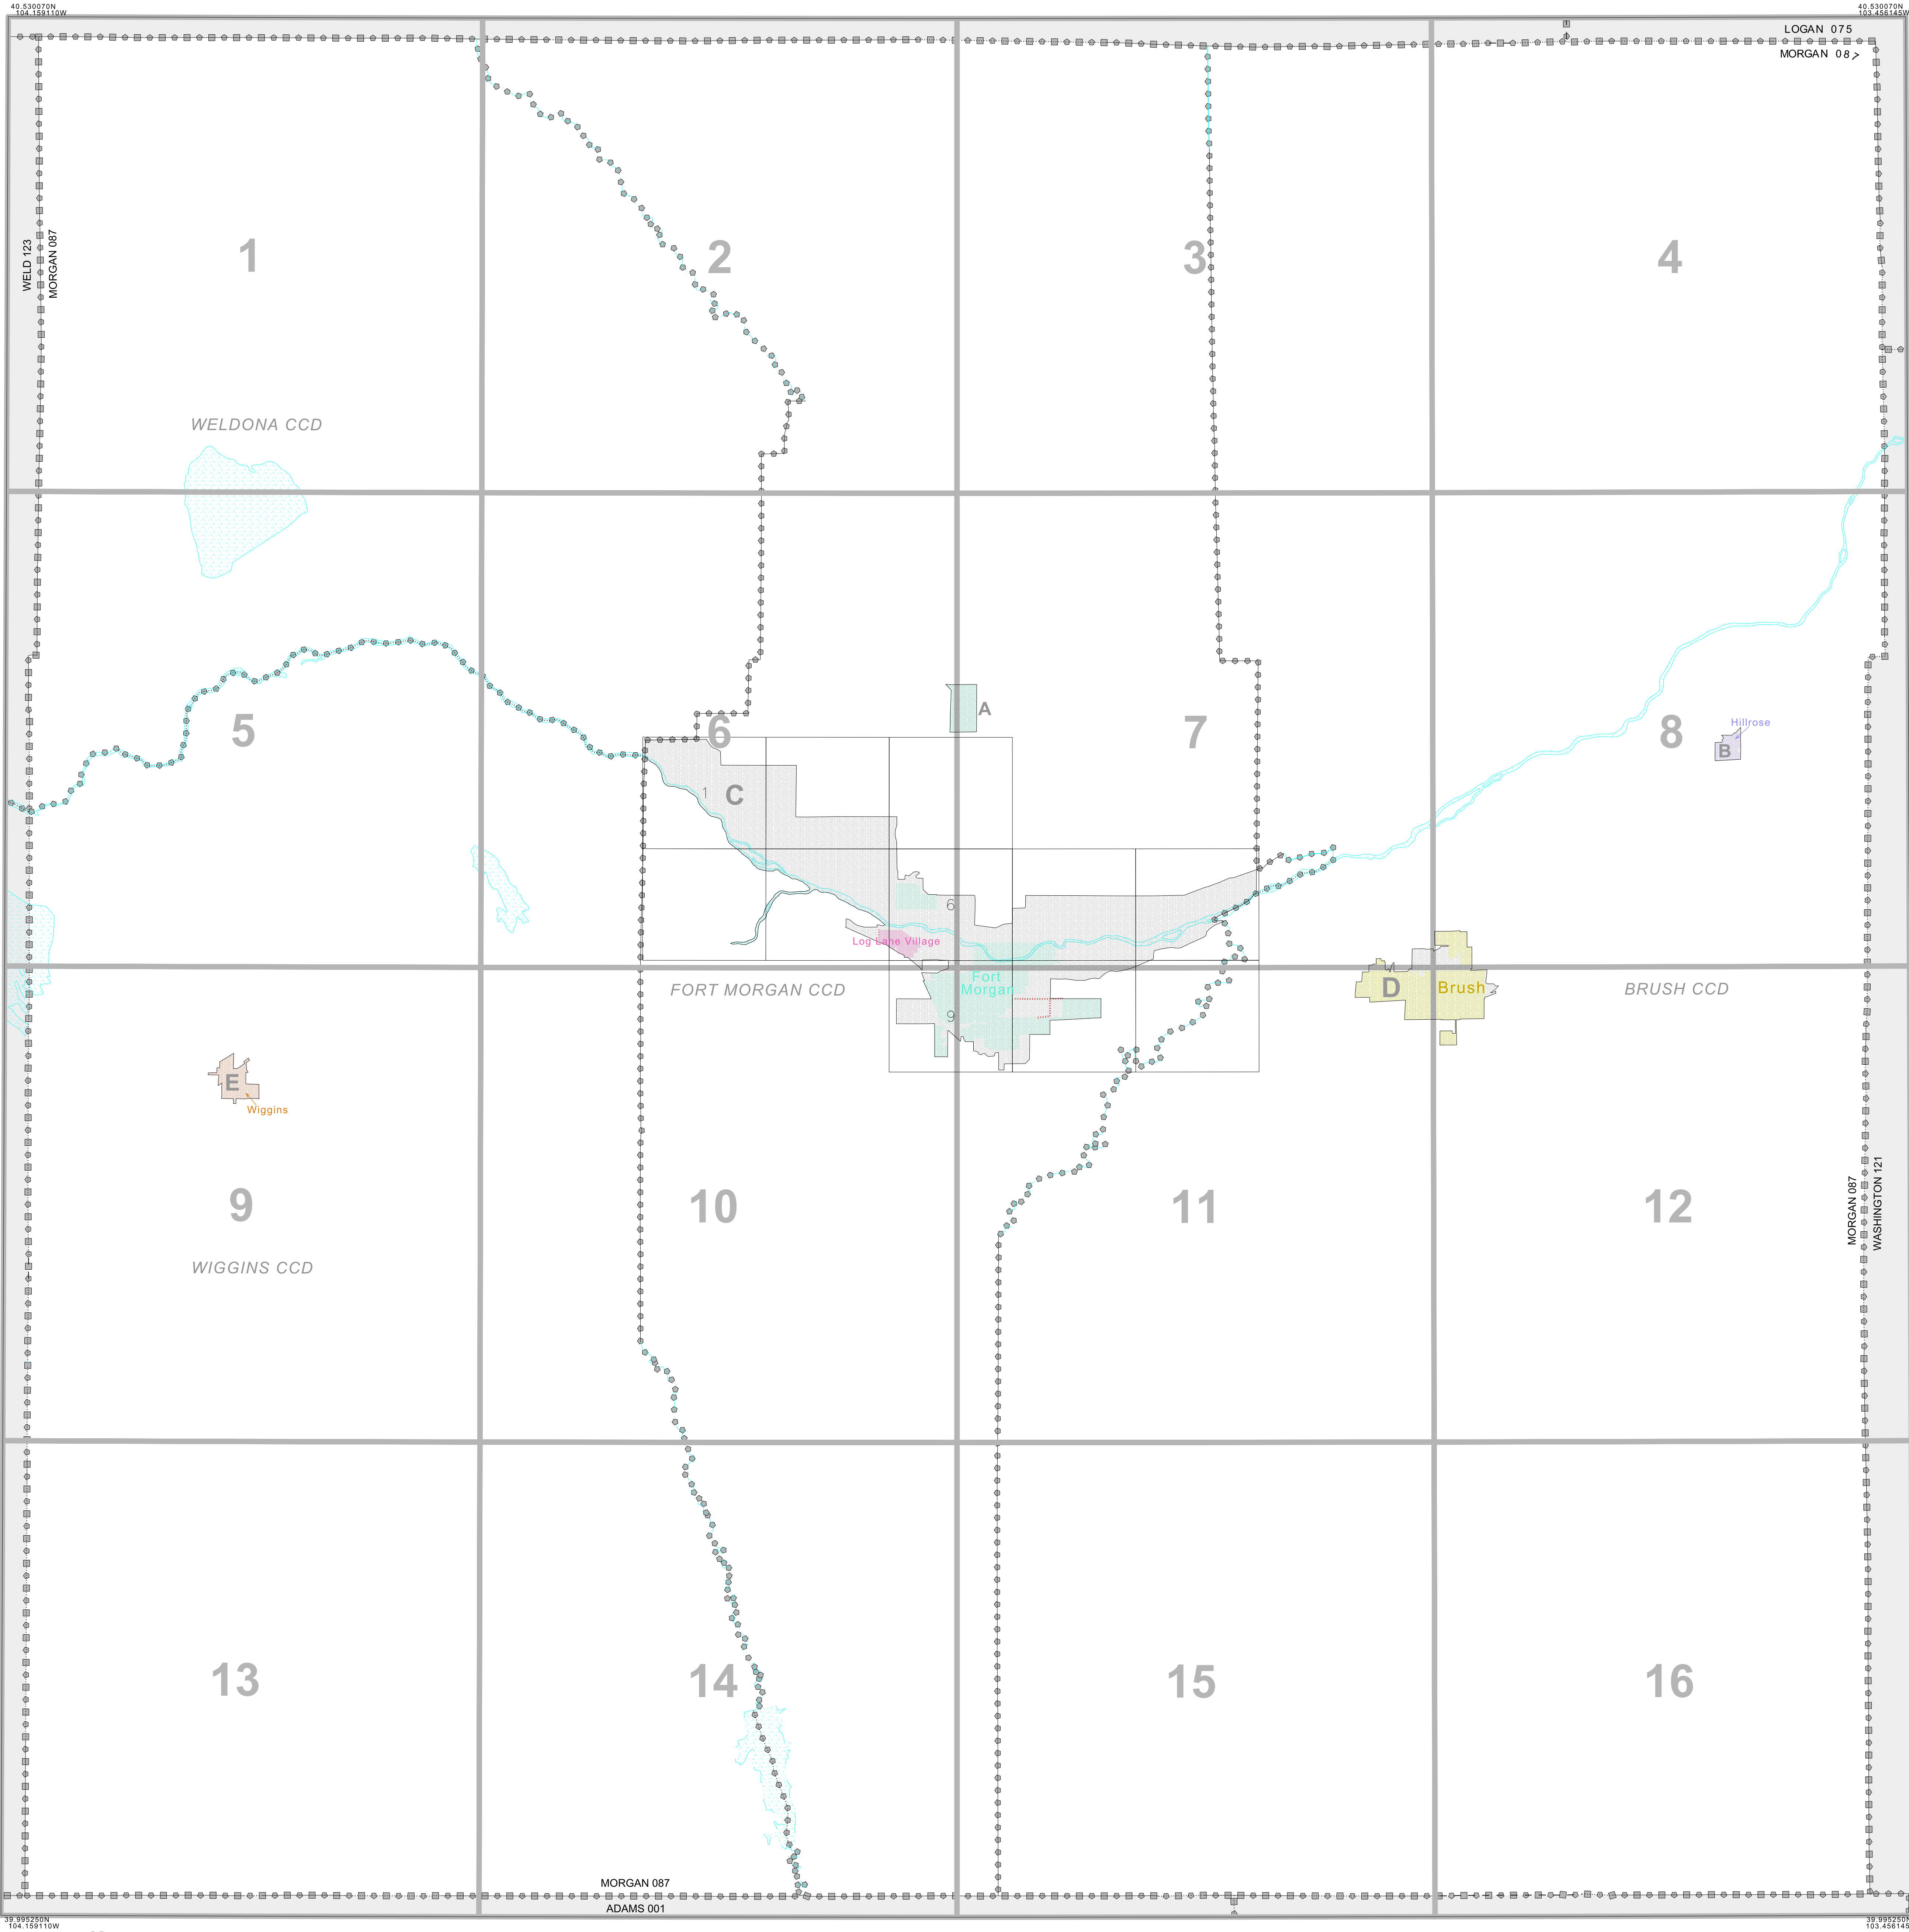 40.530070N
104.159110W
40.530070N
103.456145W
LOGAN 075
MORGAN 087
WELD 123
MORGAN 087
1
2
3
4
WELDONA CCD
5
6
7
8
A
Hillrose
B
1
C
6
Log Lane Village
Fort
Morgan
FORT MORGAN CCD
D
Brush
BRUSH CCD
9
E
Wiggins
MORGAN 087
WASHINGTON 121
9
10
11
12
WIGGINS CCD
13
14
15
16
MORGAN 087
ADAMS 001
39.995250N
104.159110W
39.995250N
103.456145